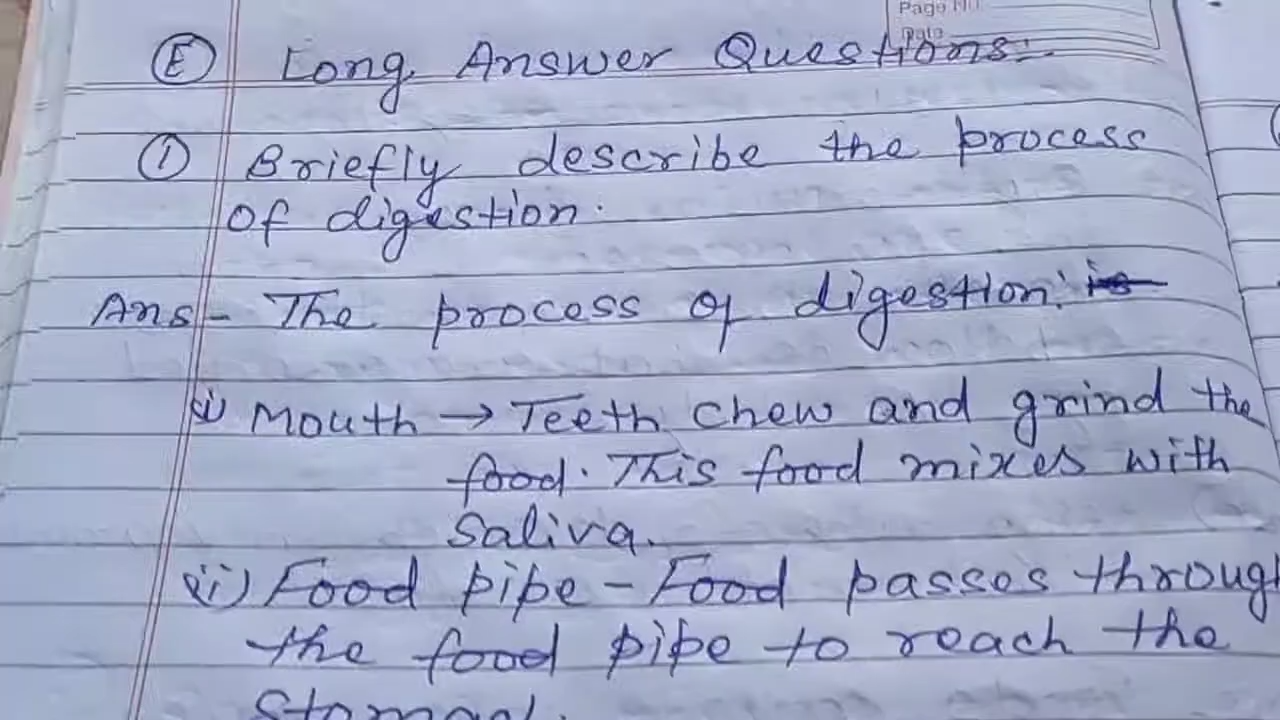 Page No
Date
(E) Long Answer Questions:-
(1) Briefly describe the process
of digestion.
Ans - The process of digestion: is
(i) Mouth → Teeth chew and grind the
food. This food mixes with
saliva.
(ii) Food pipe - Food passes through
the food pipe to reach the